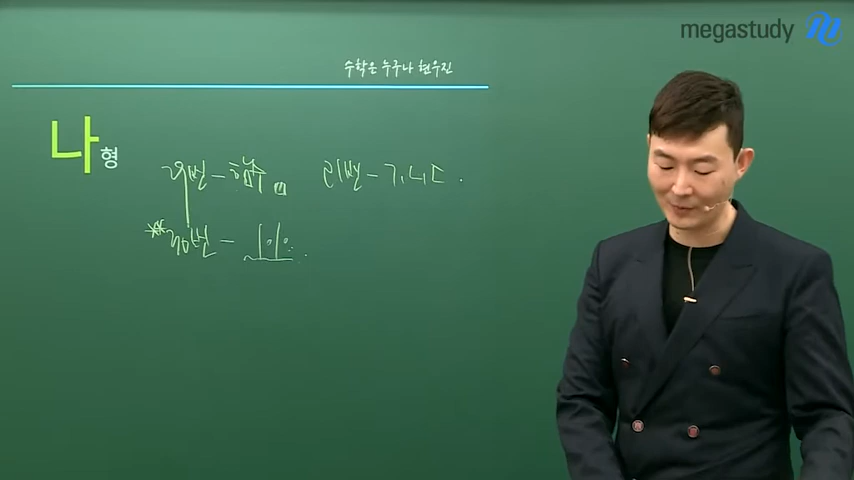 megastudy
수학은 누구나 현우진
나형
29번 - 함수 21번 - ㄱ, ㄴ, ㄷ.
30번 -